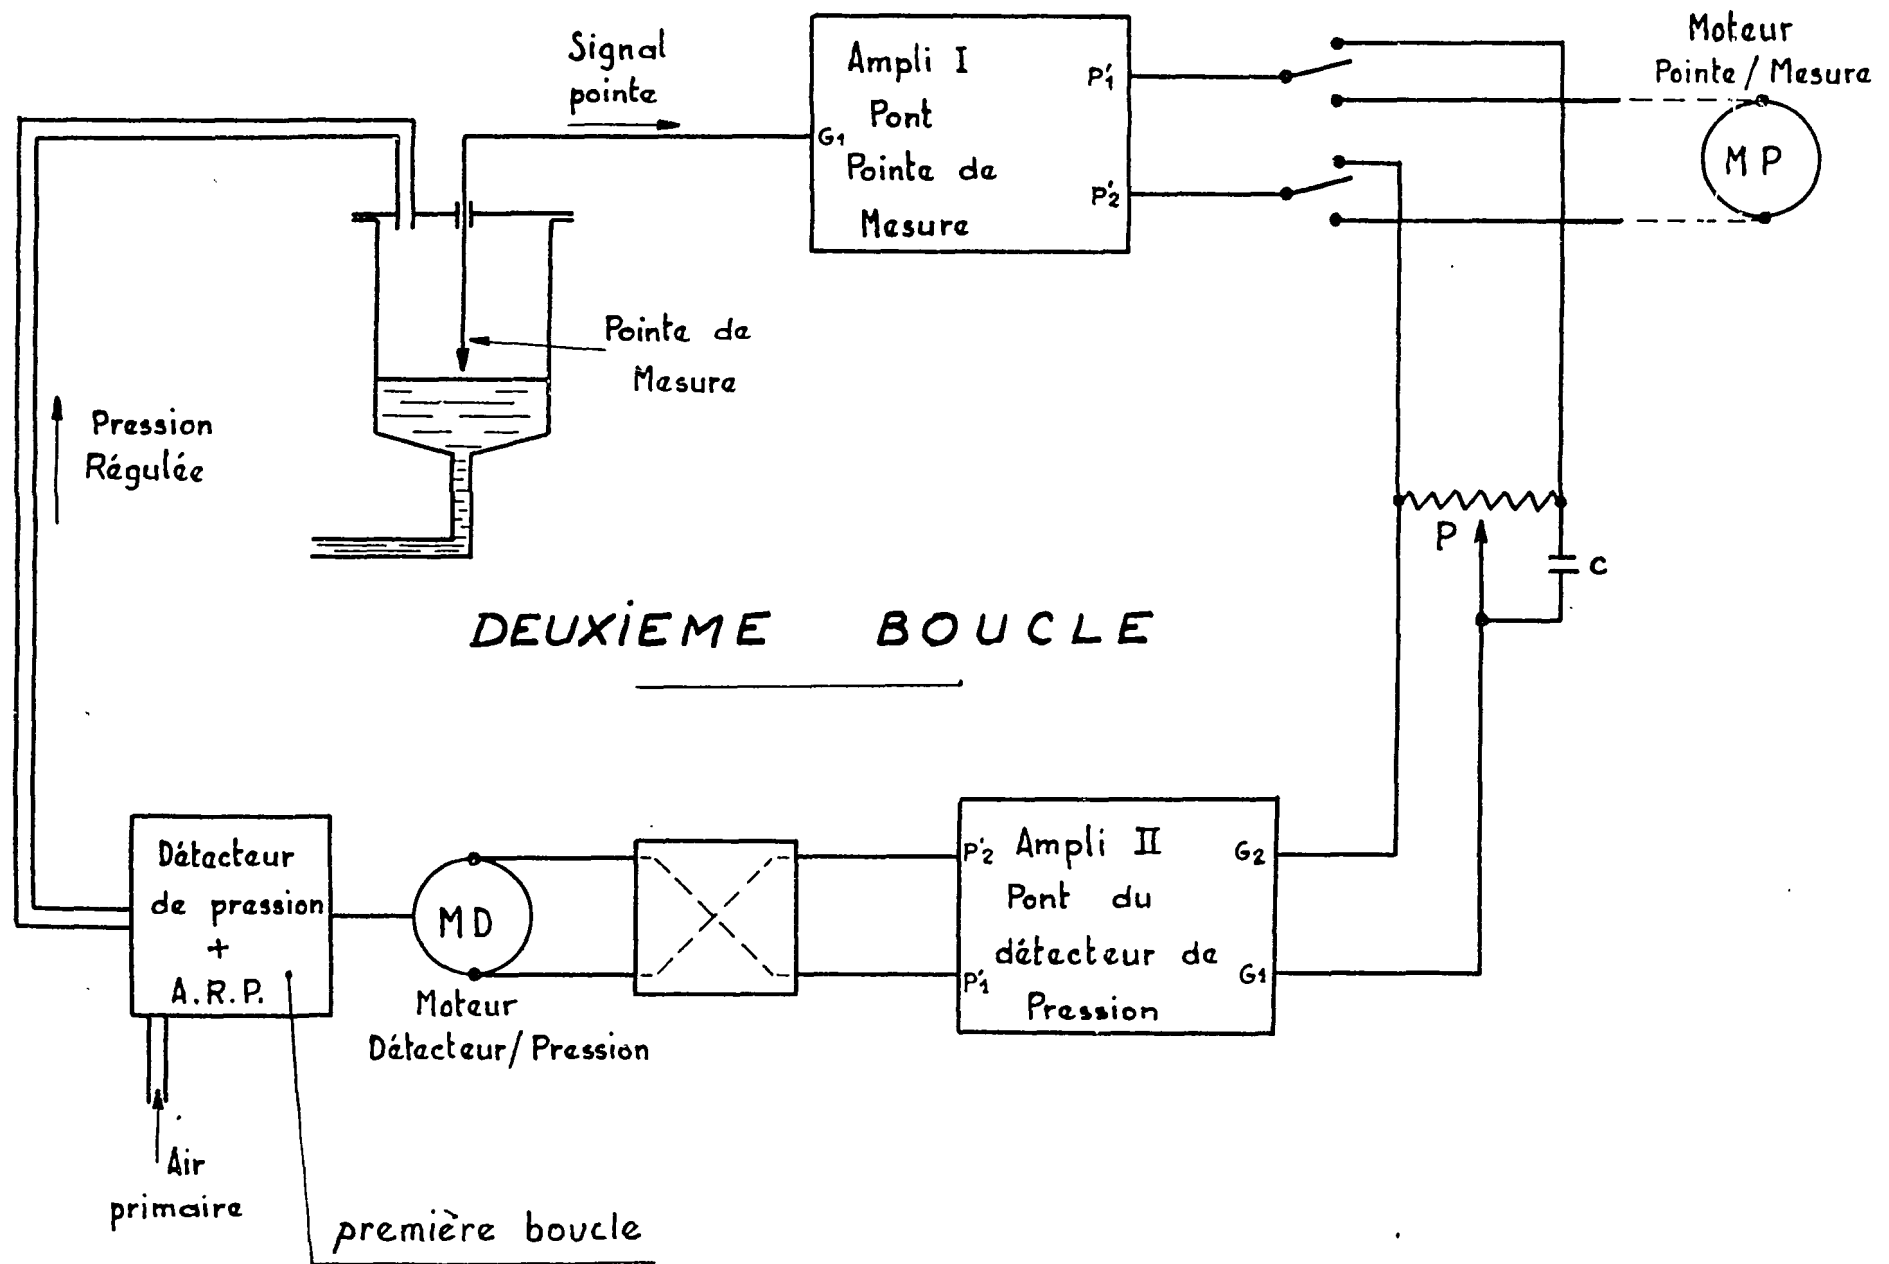 Signal
pointe
Ampli I
Pont
Pointe de
Mesure
G1
P'1
P'2
Moteur
Pointe / Mesure
M P
Pointe de
Mesure
Pression
Régulée
P
C
DEUXIEME BOUCLE
Détecteur
de pression
+
A.R.P.
MD
Moteur
Détecteur / Pression
P'2
P'1
Ampli II
Pont du
détecteur de
Pression
G2
G1
Air
primaire
première boucle